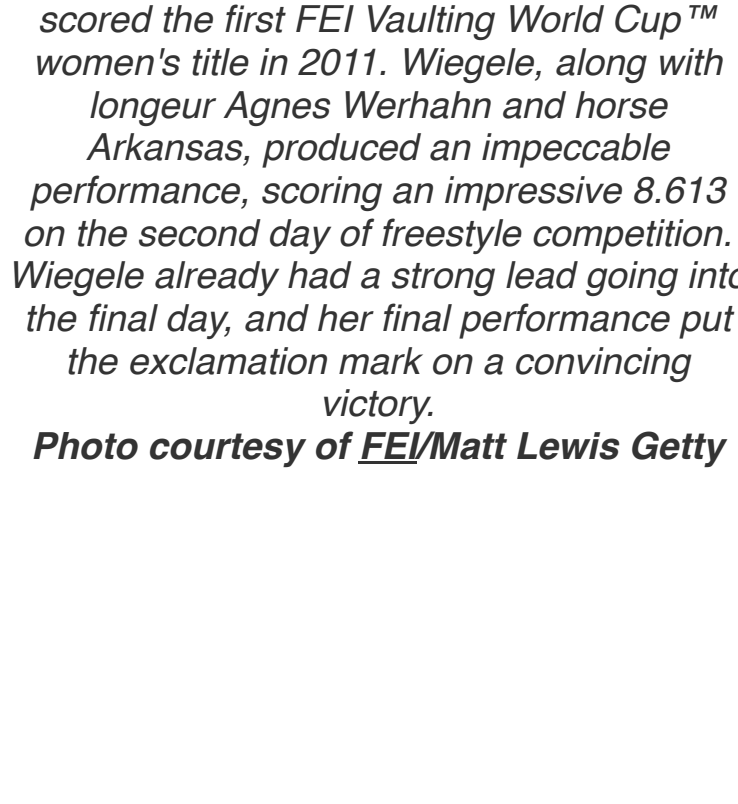 scored the first FEI Vaulting World Cup™
women's title in 2011. Wiegele, along with
longeur Agnes Werhahn and horse
Arkansas, produced an impeccable
performance, scoring an impressive 8.613
on the second day of freestyle competition.
Wiegele already had a strong lead going into
the final day, and her final performance put
the exclamation mark on a convincing
victory.
Photo courtesy of FEI/Matt Lewis Getty